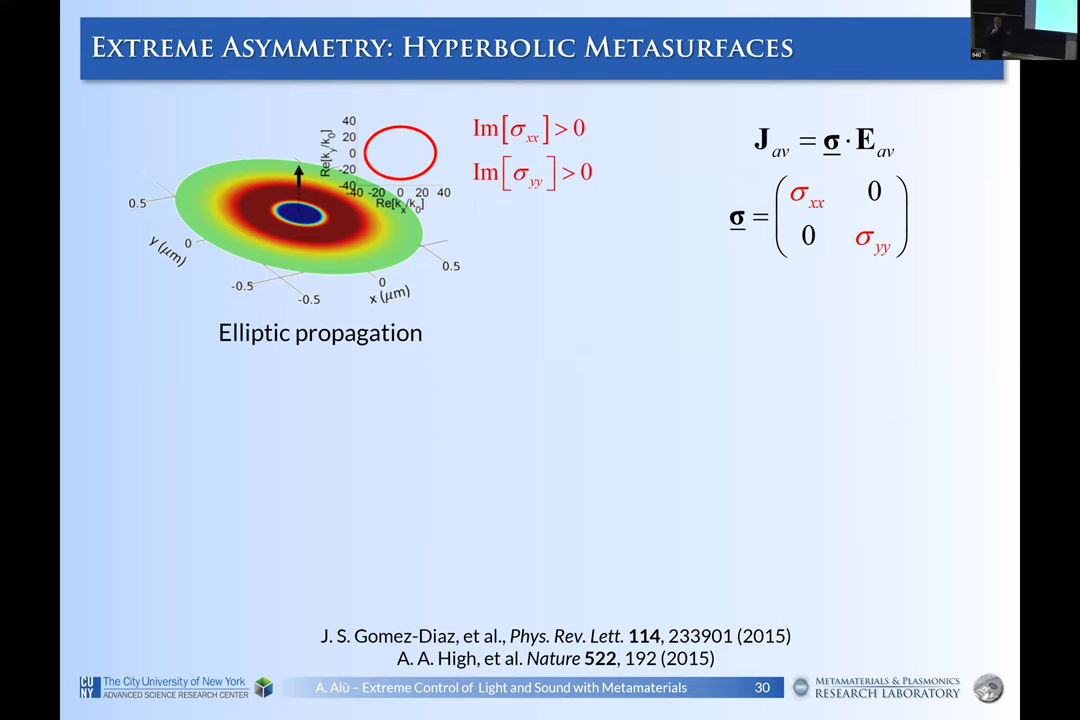 EXTREME ASYMMETRY: HYPERBOLIC METASURFACES
940
40
20
0
-20
-40
Re[k_y/k_0]
-40 -20 0 20 40
Re[k_x/k_0]
Im[σ_xx] > 0
Im[σ_yy] > 0
J_av = σ · E_av
σ = ( σ_xx 0
0 σ_yy )
0.5
0
-0.5
y (μm)
-0.5
0
0.5
x (μm)
Elliptic propagation
J. S. Gomez-Diaz, et al., Phys. Rev. Lett. 114, 233901 (2015)
A. A. High, et al. Nature 522, 192 (2015)
CU
NY
The City University of New York
ADVANCED SCIENCE RESEARCH CENTER
A. Alù – Extreme Control of Light and Sound with Metamaterials
30
METAMATERIALS & PLASMONICS
RESEARCH LABORATORY